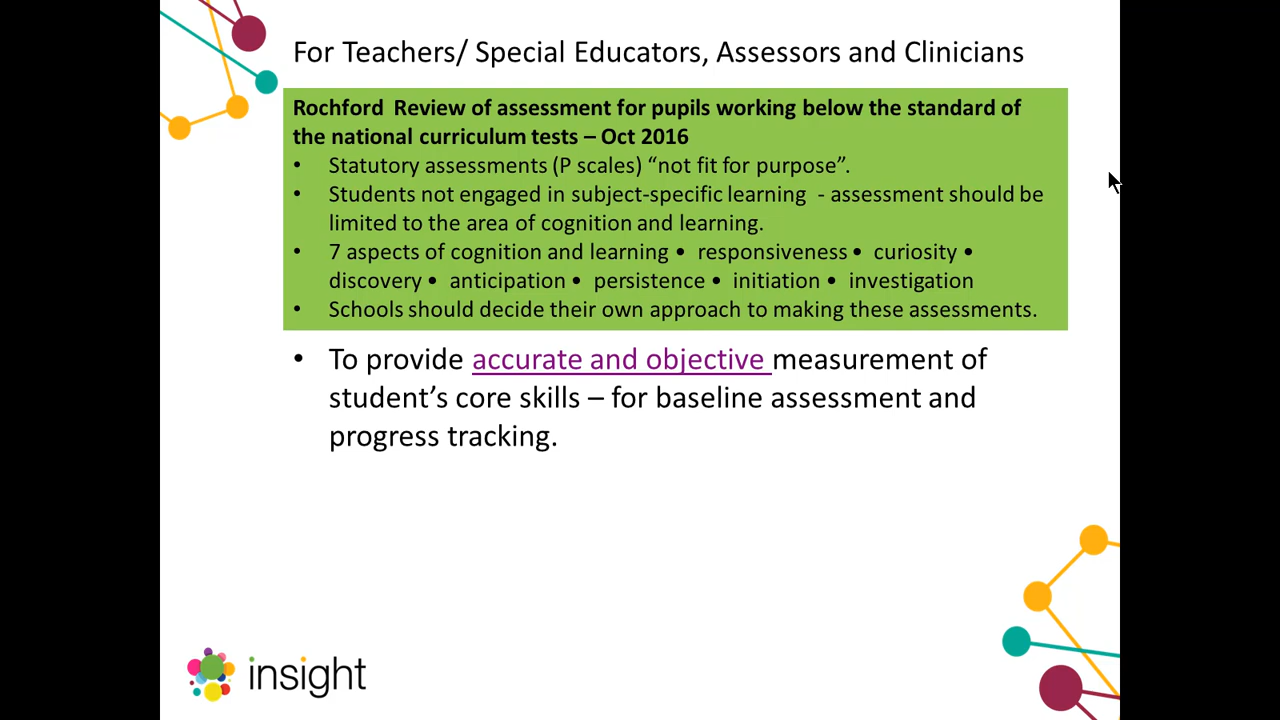 For Teachers/ Special Educators, Assessors and Clinicians
Rochford  Review of assessment for pupils working below the standard of
the national curriculum tests – Oct 2016
• Statutory assessments (P scales) “not fit for purpose”.
• Students not engaged in subject-specific learning  - assessment should be
limited to the area of cognition and learning.
• 7 aspects of cognition and learning •  responsiveness •  curiosity •
discovery •  anticipation •  persistence •  initiation •  investigation
• Schools should decide their own approach to making these assessments.
• To provide accurate and objective measurement of
student’s core skills – for baseline assessment and
progress tracking.
insight